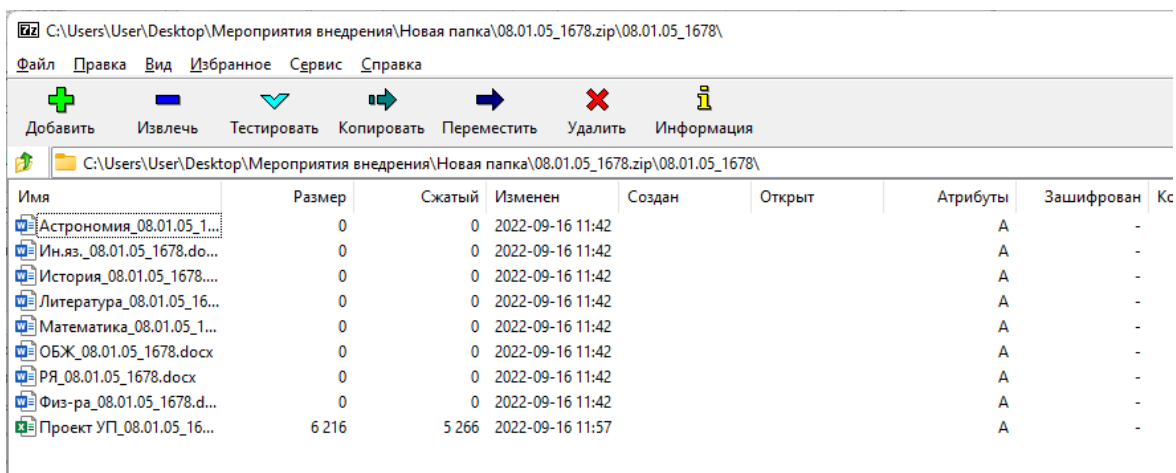 C:\Users\User\Desktop\Мероприятия внедрения\Новая папка\08.01.05_1678.zip\08.01.05_1678\
Файл Правка Вид Избранное Сервис Справка
Добавить Извлечь Тестировать Копировать Переместить Удалить Информация
C:\Users\User\Desktop\Мероприятия внедрения\Новая папка\08.01.05_1678.zip\08.01.05_1678\
Имя Размер Сжатый Изменен Создан Открыт Атрибуты Зашифрован Ко
Астрономия_08.01.05_1... 0 0 2022-09-16 11:42 A -
Ин.яз._08.01.05_1678.do... 0 0 2022-09-16 11:42 A -
История_08.01.05_1678.... 0 0 2022-09-16 11:42 A -
Литература_08.01.05_16... 0 0 2022-09-16 11:42 A -
Математика_08.01.05_1... 0 0 2022-09-16 11:42 A -
ОБЖ_08.01.05_1678.docx 0 0 2022-09-16 11:42 A -
РЯ_08.01.05_1678.docx 0 0 2022-09-16 11:42 A -
Физ-ра_08.01.05_1678.d... 0 0 2022-09-16 11:42 A -
Проект УП_08.01.05_16... 6 216 5 266 2022-09-16 11:57 A -